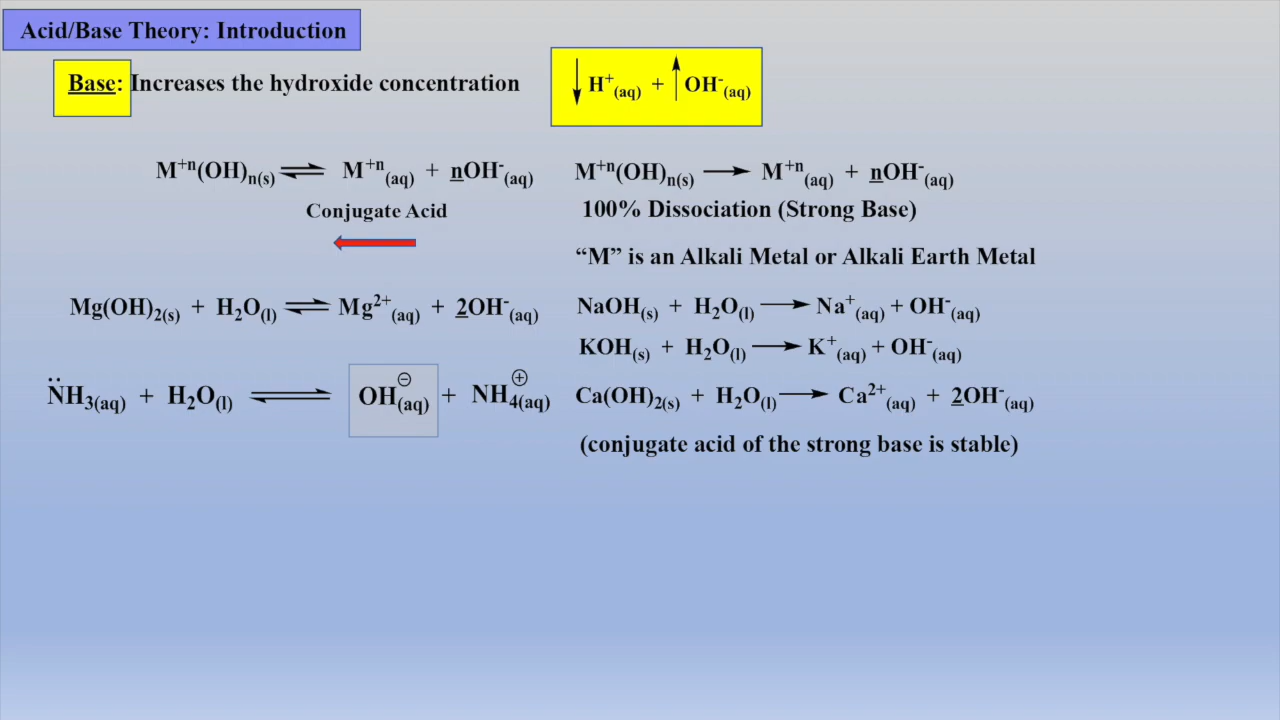 Acid/Base Theory: Introduction
Base: Increases the hydroxide concentration
↓ H⁺(aq) + ↑ OH⁻(aq)
M⁺ⁿ(OH)n(s) ⇌ M⁺ⁿ(aq) + nOH⁻(aq)
Conjugate Acid
Mg(OH)₂(s) + H₂O(l) ⇌ Mg²⁺(aq) + 2OH⁻(aq)
N̈H₃(aq) + H₂O(l) ⇌ OH⊖(aq) + NH₄⊕(aq)
M⁺ⁿ(OH)n(s) → M⁺ⁿ(aq) + nOH⁻(aq)
100% Dissociation (Strong Base)
“M” is an Alkali Metal or Alkali Earth Metal
NaOH(s) + H₂O(l) → Na⁺(aq) + OH⁻(aq)
KOH(s) + H₂O(l) → K⁺(aq) + OH⁻(aq)
Ca(OH)₂(s) + H₂O(l) → Ca²⁺(aq) + 2OH⁻(aq)
(conjugate acid of the strong base is stable)